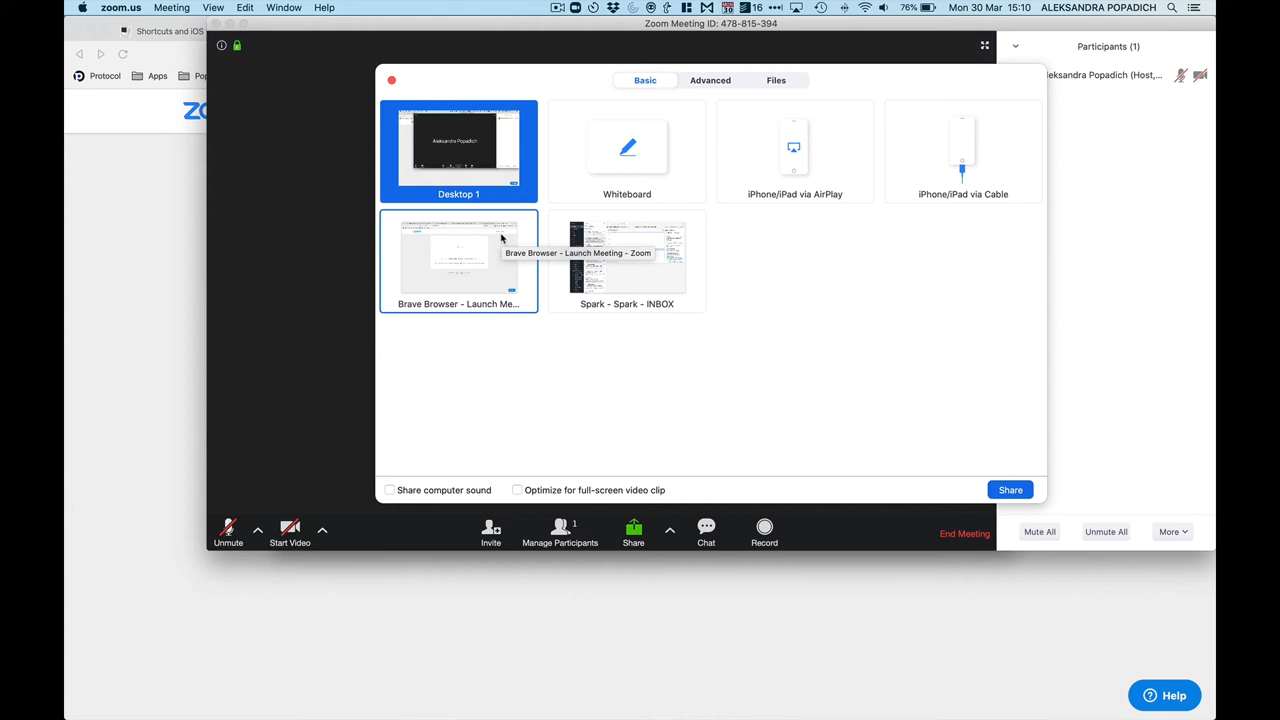 zoom.us Meeting View Edit Window Help 30 16 76% Mon 30 Mar 15:10 ALEKSANDRA POPADICH
Zoom Meeting ID: 478-815-394
Shortcuts and iOS
Protocol Apps Pop
ZO
Participants (1)
Aleksandra Popadich (Host,...
Basic Advanced Files
Aleksandra Popadich
Desktop 1
Whiteboard
iPhone/iPad via AirPlay
iPhone/iPad via Cable
Brave Browser - Launch Meeting - Zoom
Brave Browser - Launch Me...
Spark - Spark - INBOX
Share computer sound
Optimize for full-screen video clip
Share
Unmute
Start Video
Invite
1
Manage Participants
Share
Chat
Record
End Meeting
Mute All
Unmute All
More
Help